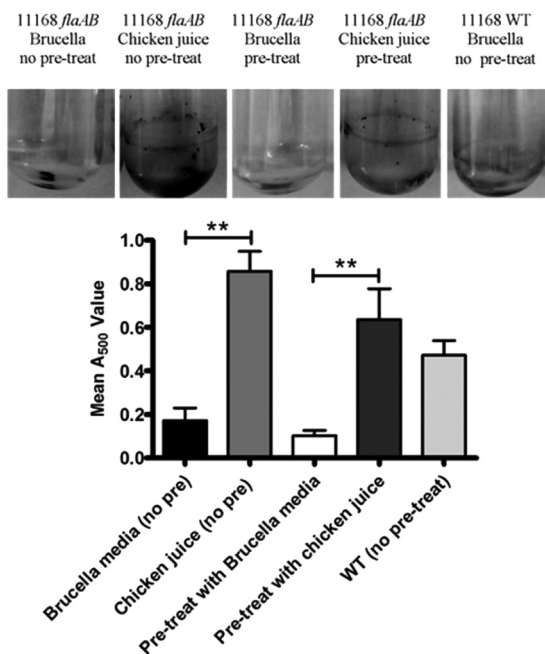 11168 flaAB
Brucella
no pre-treat
11168 flaAB
Chicken juice
no pre-treat
11168 flaAB
Brucella
pre-treat
11168 flaAB
Chicken juice
pre-treat
11168 WT
Brucella
no pre-treat
**
**
Mean A500 Value
1.0
0.8
0.6
0.4
0.2
0.0
Brucella media (no pre)
Chicken juice (no pre)
Pre-treat with Brucella media
Pre-treat with chicken juice
WT (no pre-treat)